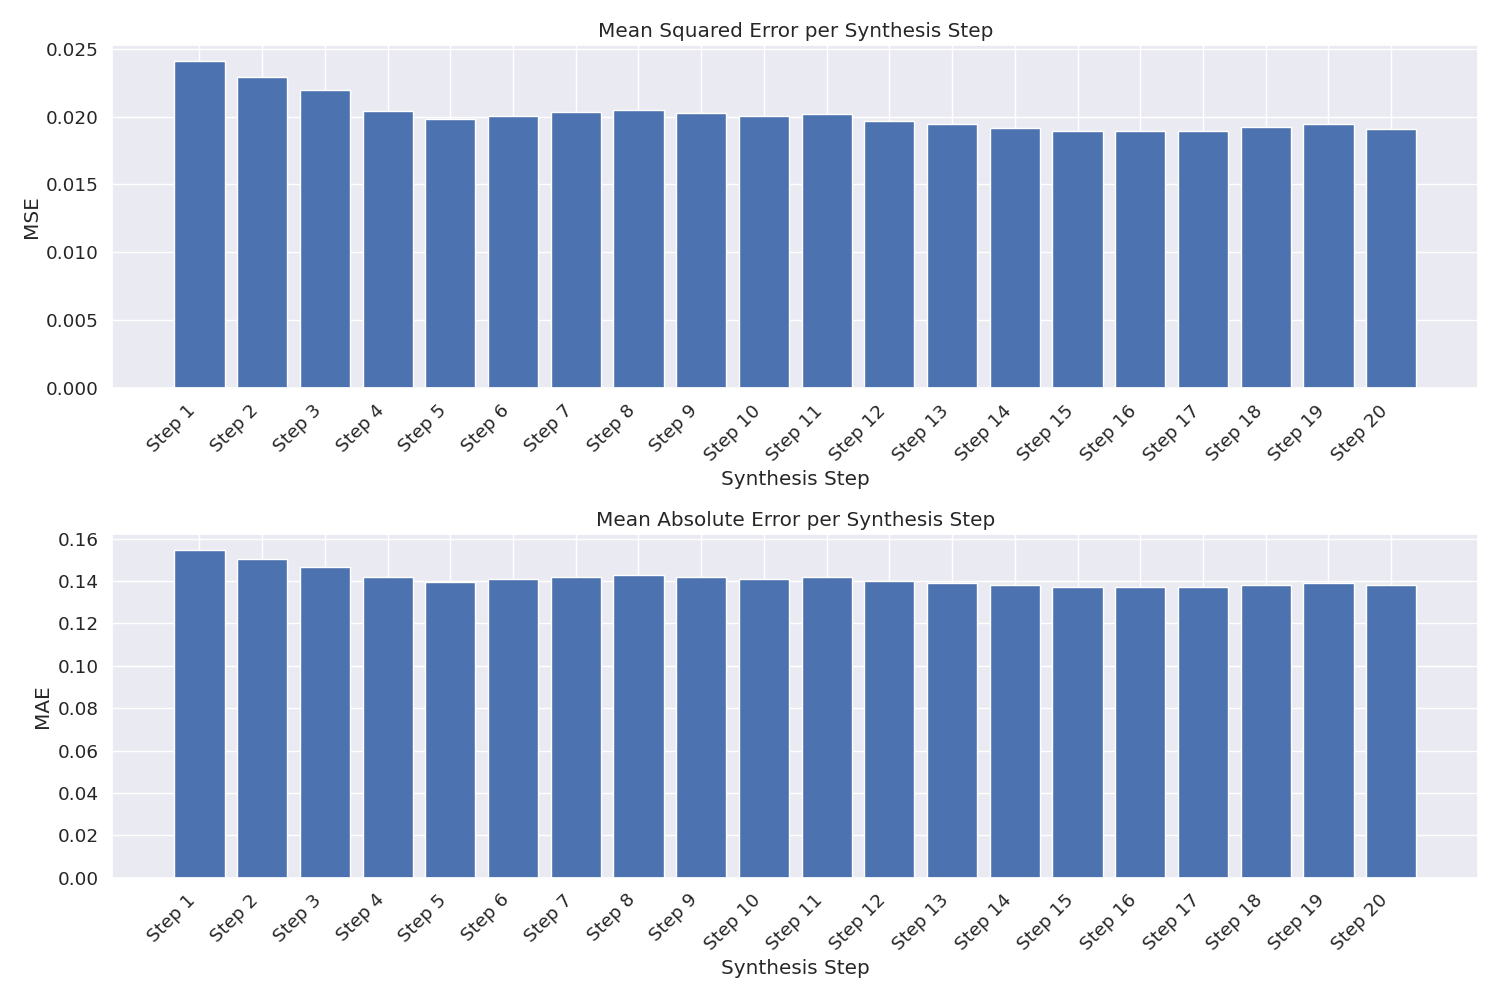 Mean Squared Error per Synthesis Step
0.025
0.020
0.015
0.010
0.005
0.000
MSE
Step 1
Step 2
Step 3
Step 4
Step 5
Step 6
Step 7
Step 8
Step 9
Step 10
Step 11
Step 12
Step 13
Step 14
Step 15
Step 16
Step 17
Step 18
Step 19
Step 20
Synthesis Step
Mean Absolute Error per Synthesis Step
0.16
0.14
0.12
0.10
0.08
0.06
0.04
0.02
0.00
MAE
Step 1
Step 2
Step 3
Step 4
Step 5
Step 6
Step 7
Step 8
Step 9
Step 10
Step 11
Step 12
Step 13
Step 14
Step 15
Step 16
Step 17
Step 18
Step 19
Step 20
Synthesis Step